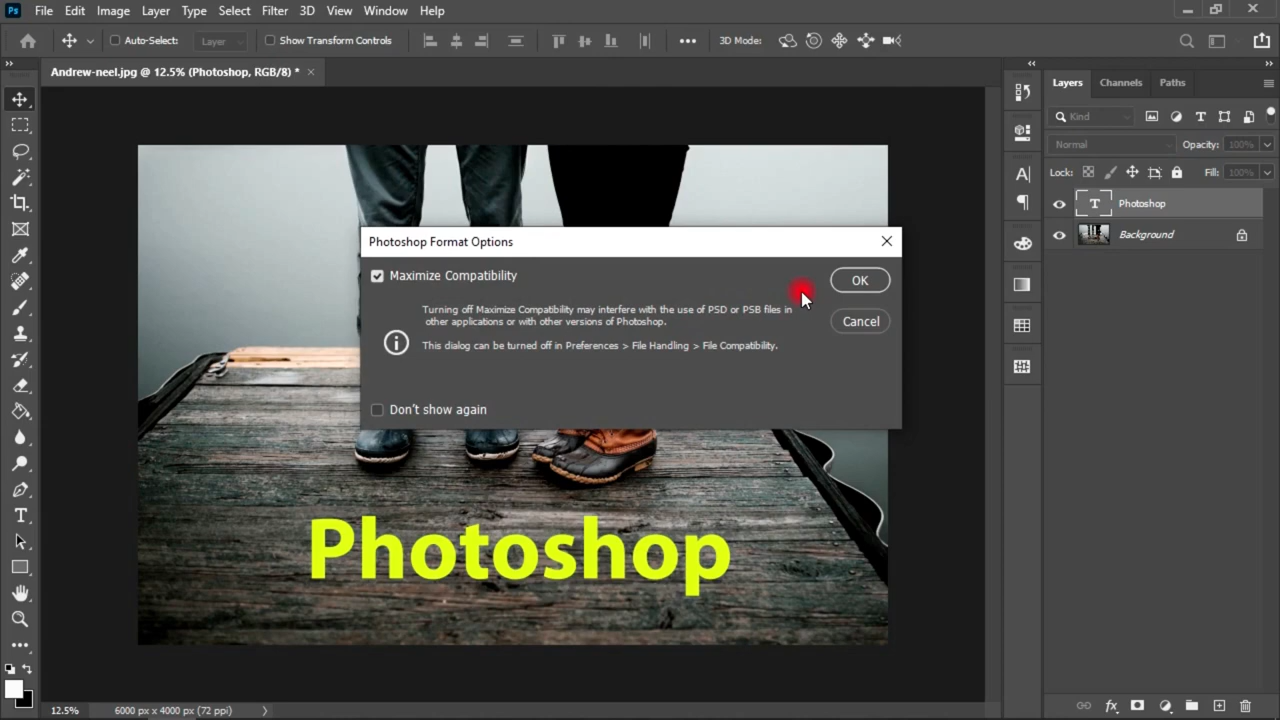 Ps File Edit Image Layer Type Select Filter 3D View Window Help
Auto-Select: Layer Show Transform Controls 3D Mode:
Andrew-neel.jpg @ 12.5% (Photoshop, RGB/8) *
Layers Channels Paths
Kind
Normal Opacity: 100%
Lock: Fill: 100%
T Photoshop
Background
Photoshop Format Options
Maximize Compatibility
OK
Turning off Maximize Compatibility may interfere with the use of PSD or PSB files in
other applications or with other versions of Photoshop.
Cancel
This dialog can be turned off in Preferences > File Handling > File Compatibility.
Don't show again
Photoshop
12.5% 6000 px x 4000 px (72 ppi)